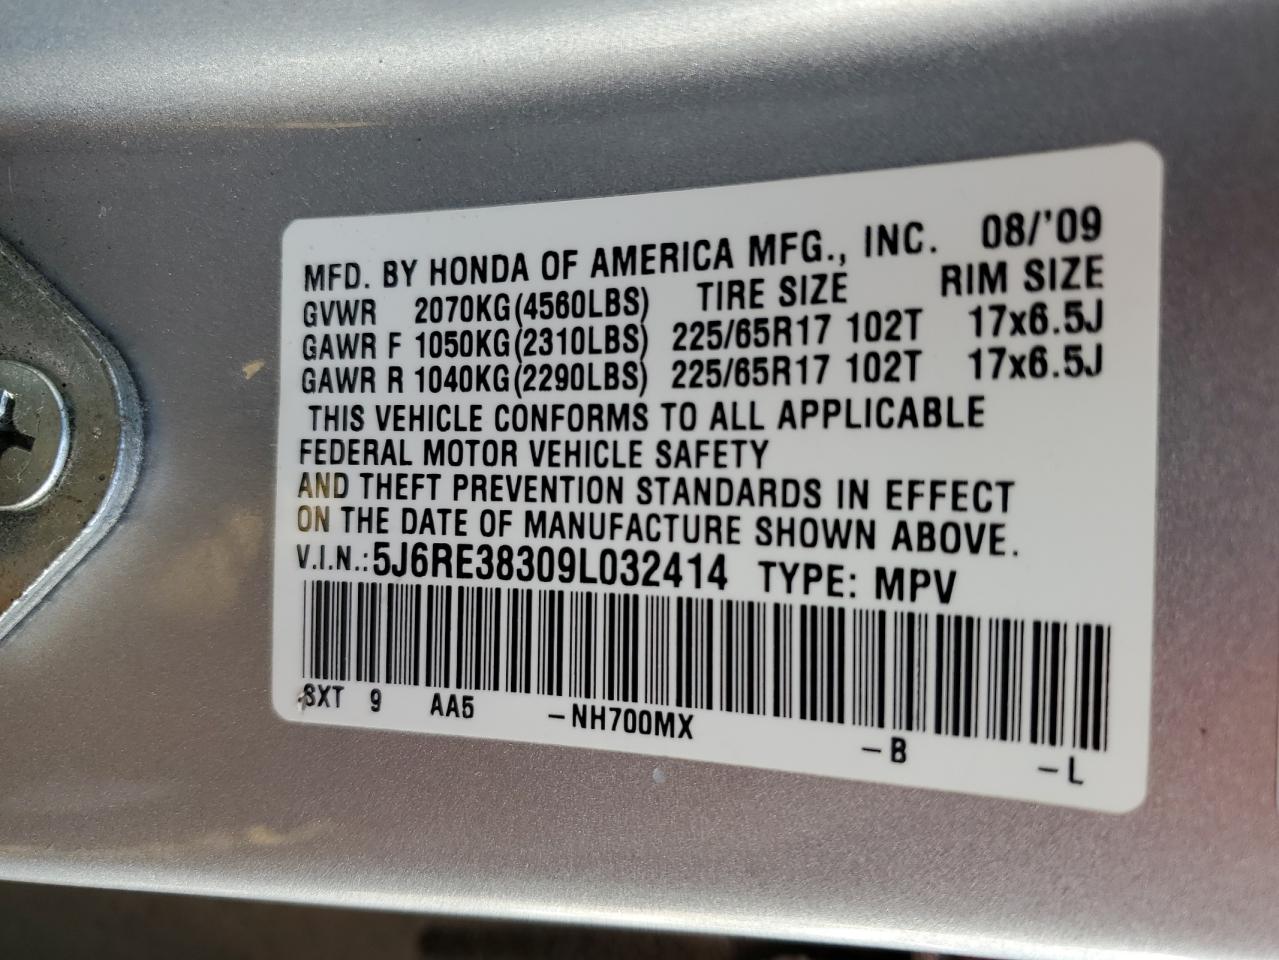 MFD. BY HONDA OF AMERICA MFG., INC. 08/'09
GVWR 2070KG(4560LBS) TIRE SIZE RIM SIZE
GAWR F 1050KG(2310LBS) 225/65R17 102T 17x6.5J
GAWR R 1040KG(2290LBS) 225/65R17 102T 17x6.5J
THIS VEHICLE CONFORMS TO ALL APPLICABLE
FEDERAL MOTOR VEHICLE SAFETY
AND THEFT PREVENTION STANDARDS IN EFFECT
ON THE DATE OF MANUFACTURE SHOWN ABOVE.
V.I.N.:5J6RE38309L032414 TYPE: MPV
SXT 9 AA5 -NH700MX -B -L